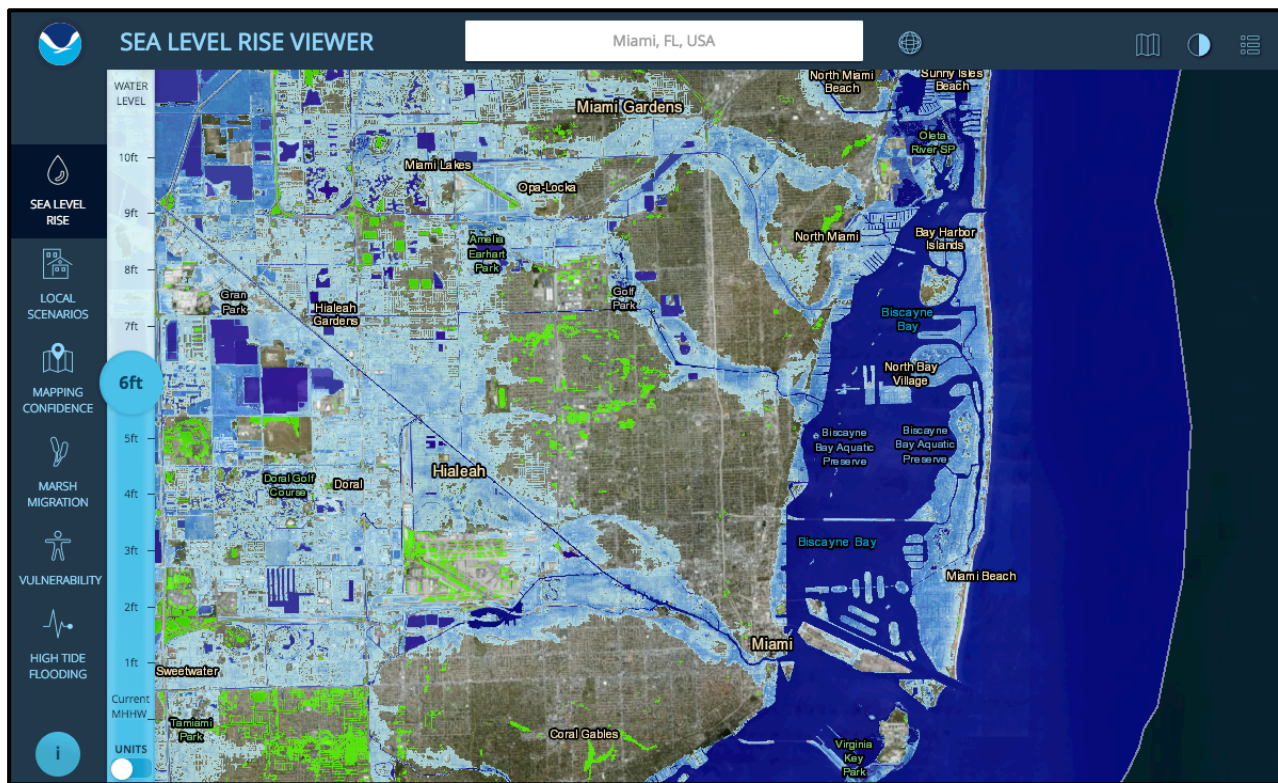 SEA LEVEL RISE VIEWER
Miami, FL, USA
WATER
LEVEL
10ft
9ft
8ft
7ft
6ft
5ft
4ft
3ft
2ft
1ft
Current
MHHW
UNITS
SEA LEVEL
RISE
LOCAL
SCENARIOS
MAPPING
CONFIDENCE
MARSH
MIGRATION
VULNERABILITY
HIGH TIDE
FLOODING
i
North Miami
Beach
Sunny Isles
Beach
Miami Gardens
Oleta
River SP
Miami Lakes
Opa-Locka
North Miami
Bay Harbor
Islands
Amelia
Earhart
Park
Gran
Park
Hialeah
Gardens
Golf
Park
Biscayne
Bay
North Bay
Village
Biscayne
Bay Aquatic
Preserve
Biscayne
Bay Aquatic
Preserve
Hialeah
Doral Golf
Course
Doral
Biscayne Bay
Miami Beach
Miami
Sweetwater
Tamiami
Park
Coral Gables
Virginia
Key
Park